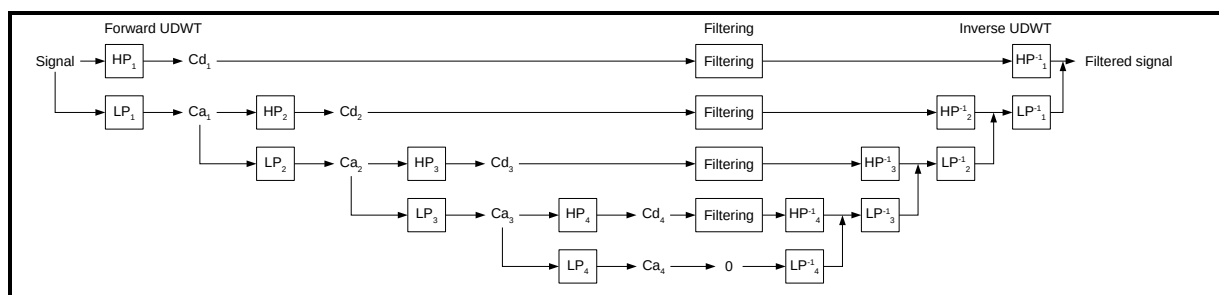 Forward UDWT Filtering Inverse UDWT
Signal HP₁ Cd₁ Filtering HP⁻¹₁ Filtered signal
LP₁ Ca₁ HP₂ Cd₂ Filtering HP⁻¹₂ LP⁻¹₁
LP₂ Ca₂ HP₃ Cd₃ Filtering HP⁻¹₃ LP⁻¹₂
LP₃ Ca₃ HP₄ Cd₄ Filtering HP⁻¹₄ LP⁻¹₃
LP₄ Ca₄ 0 LP⁻¹₄